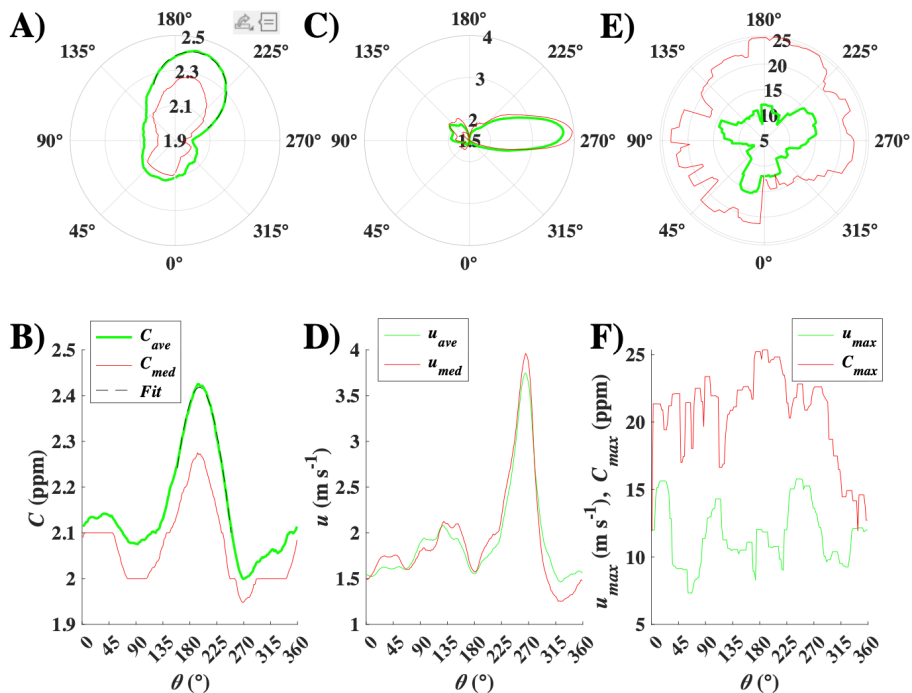 A)
180°
135°
225°
2.5
2.3
2.1
1.9
90°
270°
45°
315°
0°
C)
180°
135°
225°
4
3
2
1.5
90°
270°
45°
315°
0°
E)
180°
135°
225°
25
20
15
10
5
90°
270°
45°
315°
0°
B)
C_ave
C_med
Fit
2.5
2.4
2.3
2.2
2.1
2
1.9
C (ppm)
0 45 90 135 180 225 270 315 360
θ (°)
D)
u_ave
u_med
4
3.5
3
2.5
2
1.5
1
u (m s⁻¹)
0 45 90 135 180 225 270 315 360
θ (°)
F)
u_max
C_max
25
20
15
10
5
u_max (m s⁻¹), C_max (ppm)
0 45 90 135 180 225 270 315 360
θ (°)